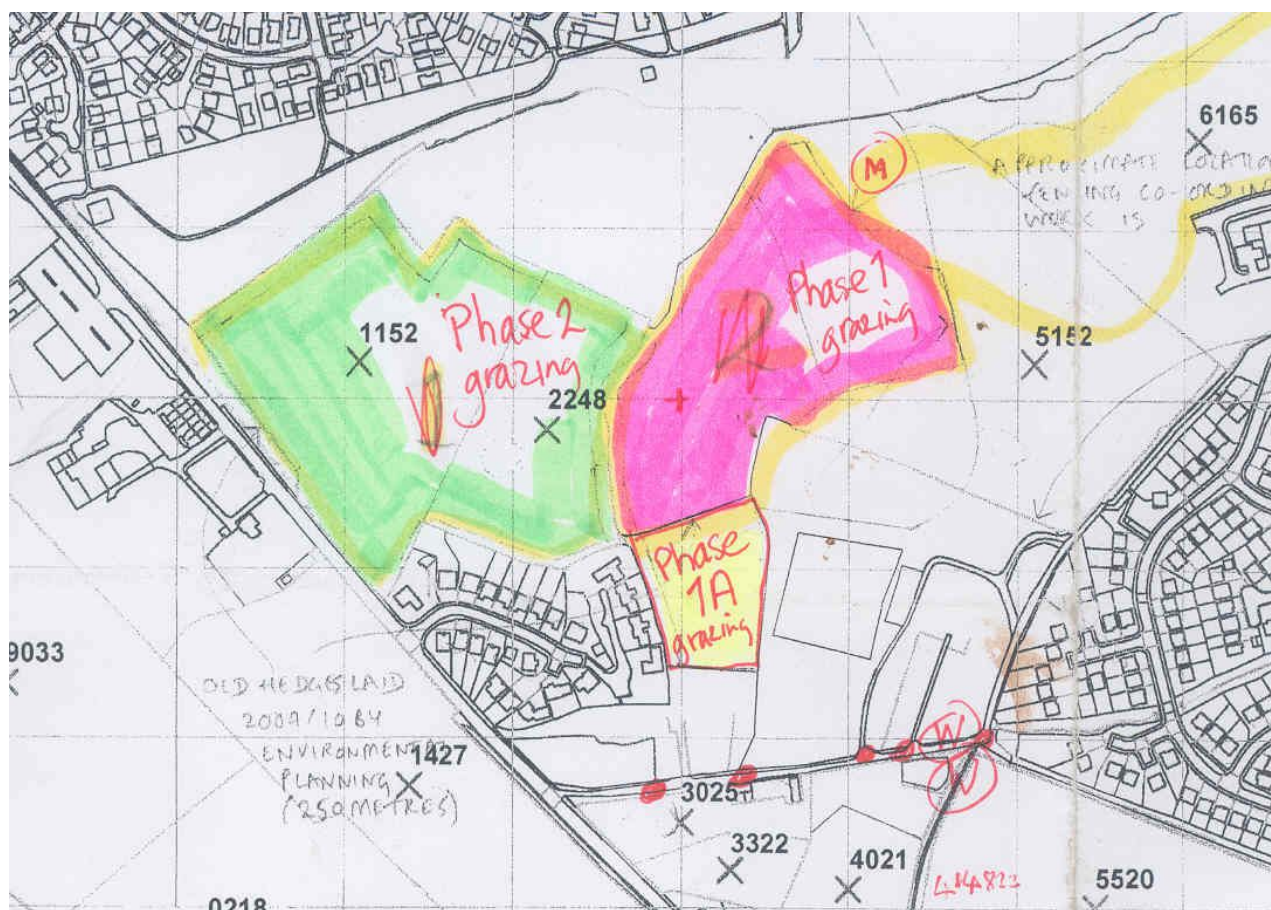 6165
M
APPROXIMATE LOCATION
FENCING CO-ORDIN
WORK IS
Phase 1
grazing
1152
Phase 2
grazing
5152
2248
Phase
1A
grazing
9033
OLD HEDGES LAID
2009/10 BY
ENVIRONMENTAL
PLANNING
(250 METRES)
1427
W
W
3025
3322
4021
5520
0218